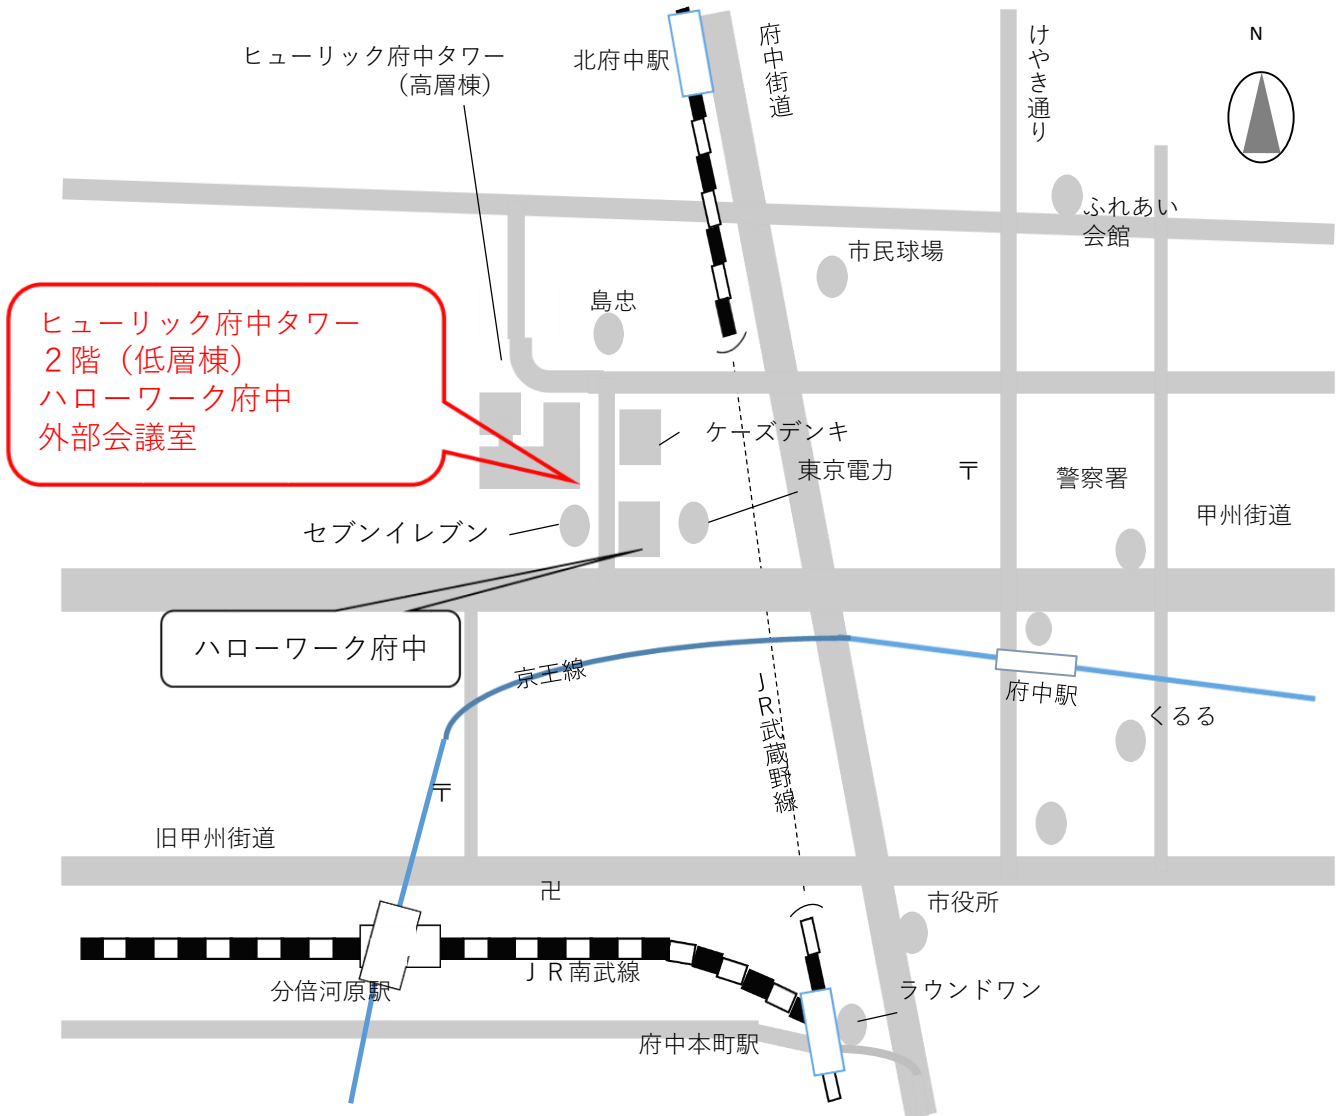 ヒューリック府中タワー
（高層棟）
北府中駅
府中街道
けやき通り
N
ふれあい
会館
市民球場
島忠
ヒューリック府中タワー
２階（低層棟）
ハローワーク府中
外部会議室
ケーズデンキ
東京電力
〒
警察署
甲州街道
セブンイレブン
ハローワーク府中
京王線
ＪＲ武蔵野線
府中駅
くるる
〒
旧甲州街道
卍
市役所
ＪＲ南武線
分倍河原駅
ラウンドワン
府中本町駅